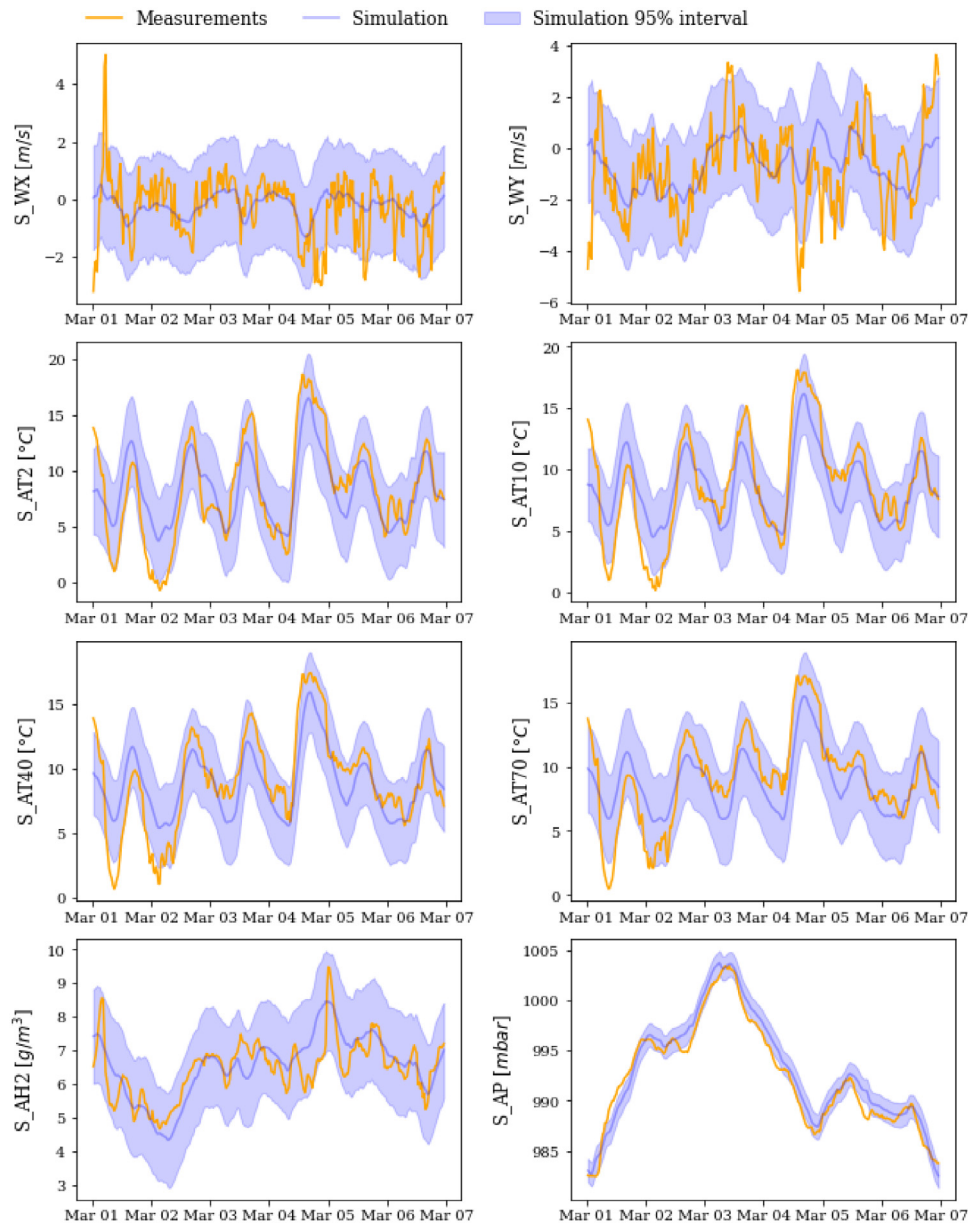 Measurements Simulation Simulation 95% interval
S_WX [m/s]
4
2
0
−2
Mar 01 Mar 02 Mar 03 Mar 04 Mar 05 Mar 06 Mar 07
S_WY [m/s]
4
2
0
−2
−4
−6
Mar 01 Mar 02 Mar 03 Mar 04 Mar 05 Mar 06 Mar 07
S_AT2 [°C]
20
15
10
5
0
Mar 01 Mar 02 Mar 03 Mar 04 Mar 05 Mar 06 Mar 07
S_AT10 [°C]
20
15
10
5
0
Mar 01 Mar 02 Mar 03 Mar 04 Mar 05 Mar 06 Mar 07
S_AT40 [°C]
15
10
5
0
Mar 01 Mar 02 Mar 03 Mar 04 Mar 05 Mar 06 Mar 07
S_AT70 [°C]
15
10
5
0
Mar 01 Mar 02 Mar 03 Mar 04 Mar 05 Mar 06 Mar 07
S_AH2 [g/m³]
10
9
8
7
6
5
4
3
Mar 01 Mar 02 Mar 03 Mar 04 Mar 05 Mar 06 Mar 07
S_AP [mbar]
1005
1000
995
990
985
Mar 01 Mar 02 Mar 03 Mar 04 Mar 05 Mar 06 Mar 07